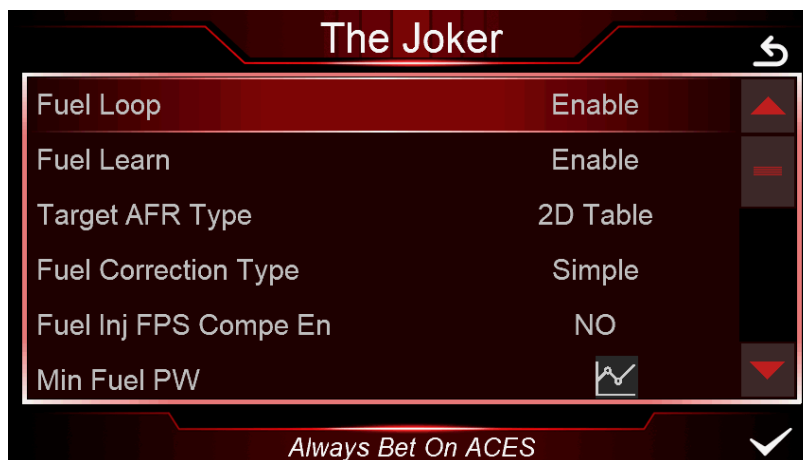 The Joker
Fuel Loop Enable
Fuel Learn Enable
Target AFR Type 2D Table
Fuel Correction Type Simple
Fuel Inj FPS Compe En NO
Min Fuel PW
Always Bet On ACES